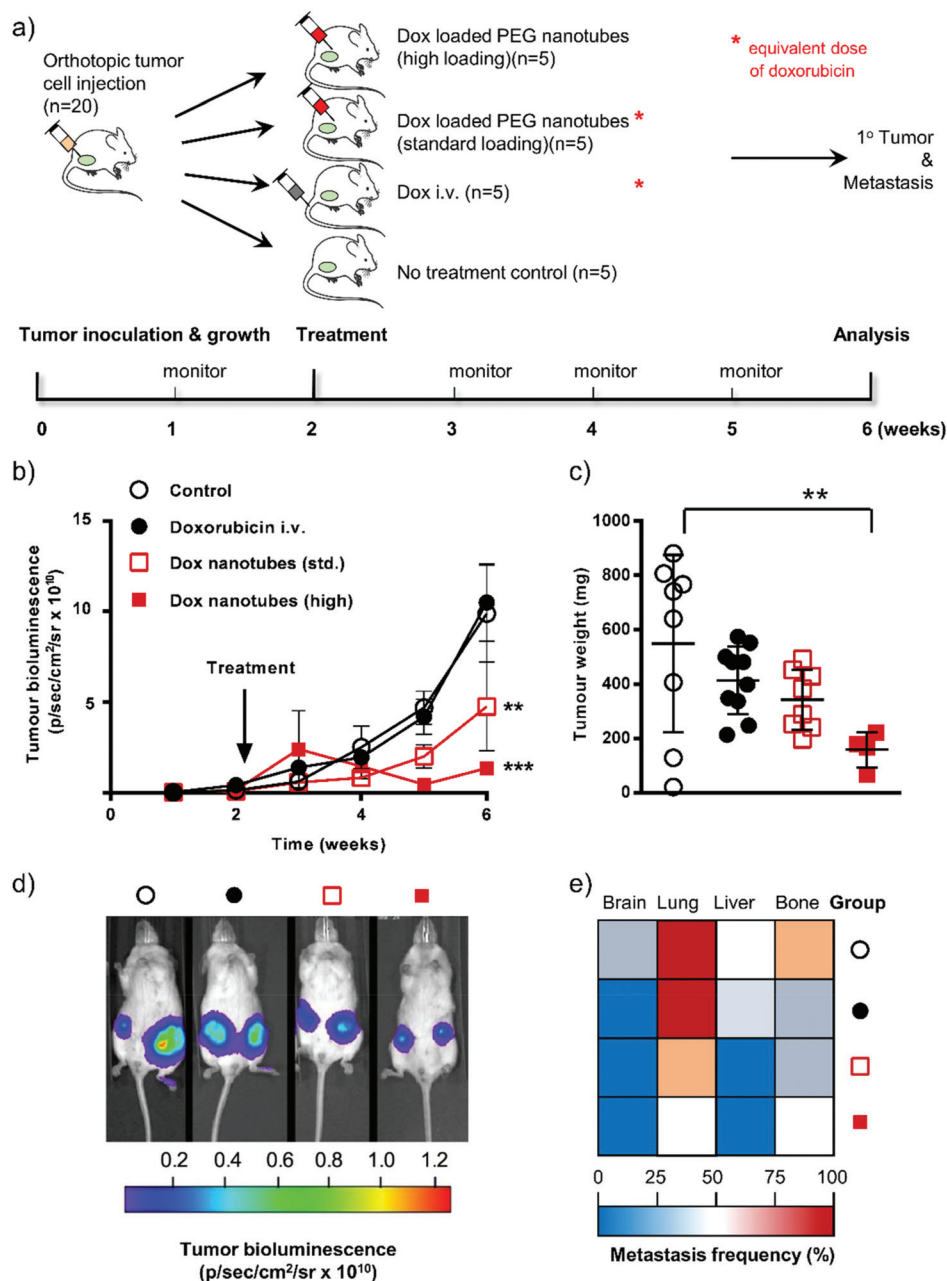 a)
Orthotopic tumor
cell injection
(n=20)
Dox loaded PEG nanotubes
(high loading)(n=5)
Dox loaded PEG nanotubes *
(standard loading)(n=5)
Dox i.v. (n=5) *
No treatment control (n=5)
* equivalent dose
of doxorubicin
1º Tumor
&
Metastasis
Tumor inoculation & growth Treatment Analysis
monitor monitor monitor monitor
0 1 2 3 4 5 6 (weeks)
b)
Control
Doxorubicin i.v.
Dox nanotubes (std.)
Dox nanotubes (high)
Treatment
Tumour bioluminescence
(p/sec/cm²/sr x 10¹⁰)
15
10
5
0 2 4 6
Time (weeks)
**
***
c)
**
Tumour weight (mg)
1000
800
600
400
200
0
d)
0.2 0.4 0.6 0.8 1.0 1.2
Tumor bioluminescence
(p/sec/cm²/sr x 10¹⁰)
e)
Brain Lung Liver Bone Group
0 25 50 75 100
Metastasis frequency (%)